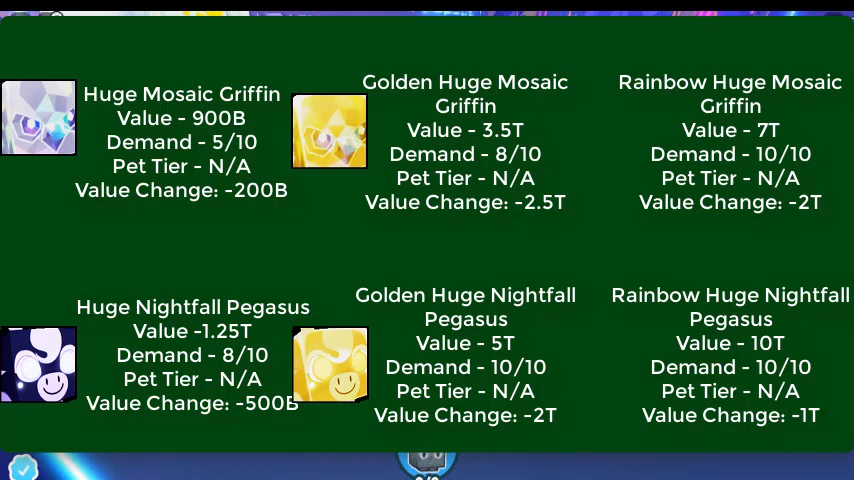 Huge Mosaic Griffin
Value - 900B
Demand - 5/10
Pet Tier - N/A
Value Change: -200B
Golden Huge Mosaic
Griffin
Value - 3.5T
Demand - 8/10
Pet Tier - N/A
Value Change: -2.5T
Rainbow Huge Mosaic
Griffin
Value - 7T
Demand - 10/10
Pet Tier - N/A
Value Change: -2T
Huge Nightfall Pegasus
Value -1.25T
Demand - 8/10
Pet Tier - N/A
Value Change: -500B
Golden Huge Nightfall
Pegasus
Value - 5T
Demand - 10/10
Pet Tier - N/A
Value Change: -2T
Rainbow Huge Nightfall
Pegasus
Value - 10T
Demand - 10/10
Pet Tier - N/A
Value Change: -1T